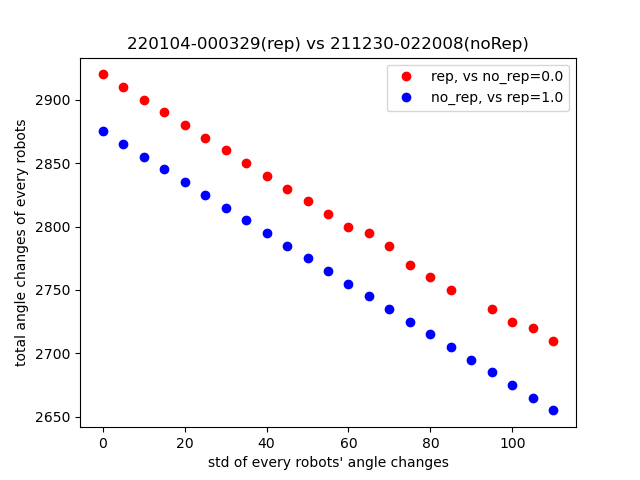 220104-000329(rep) vs 211230-022008(noRep)
rep, vs no_rep=0.0
no_rep, vs rep=1.0
total angle changes of every robots
2900
2850
2800
2750
2700
2650
0 20 40 60 80 100
std of every robots' angle changes